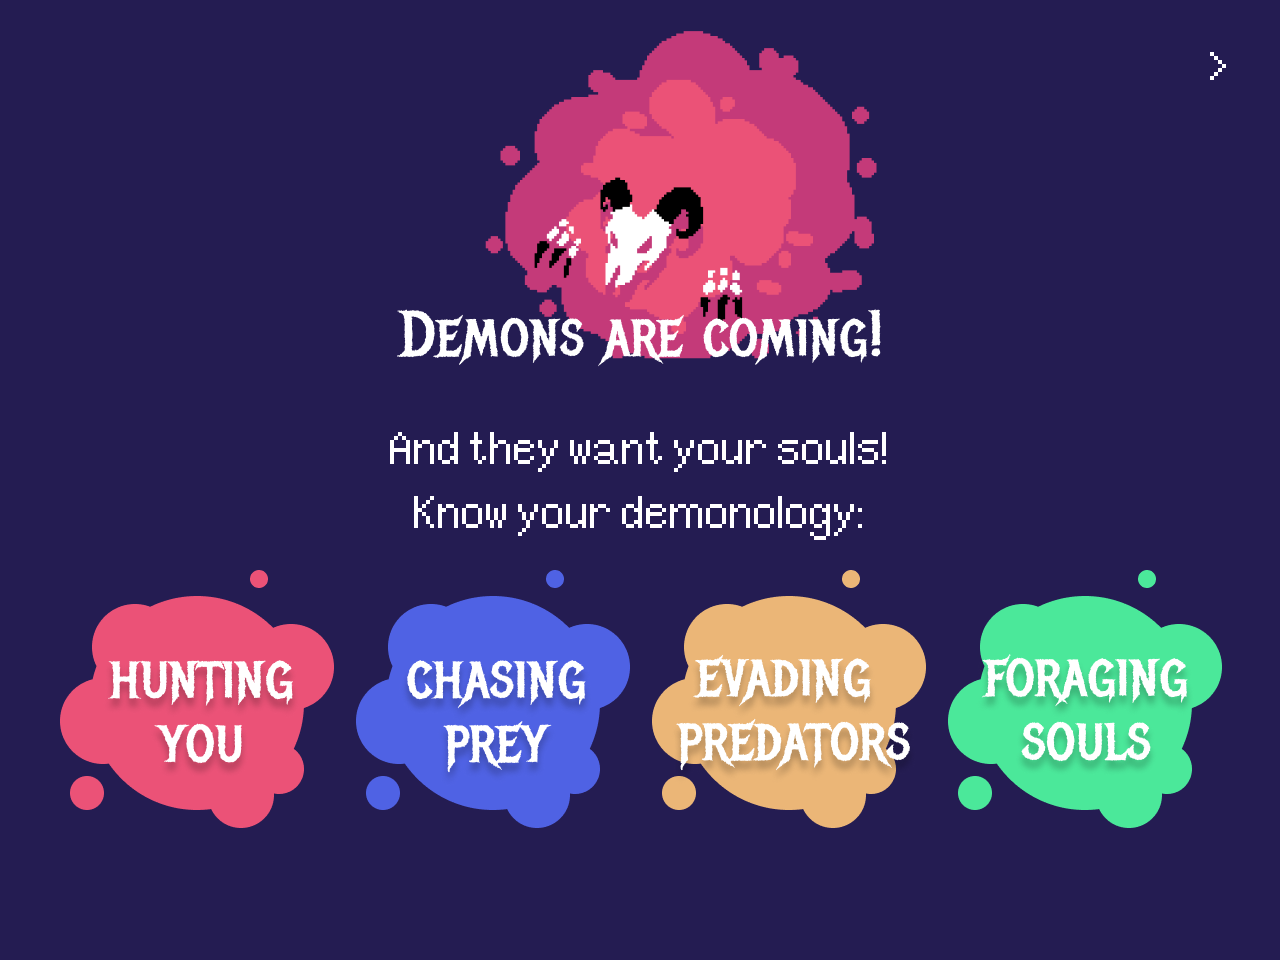 Demons are coming!
And they want your souls!
Know your demonology:
HUNTING
YOU
CHASING
PREY
EVADING
PREDATORS
FORAGING
SOULS